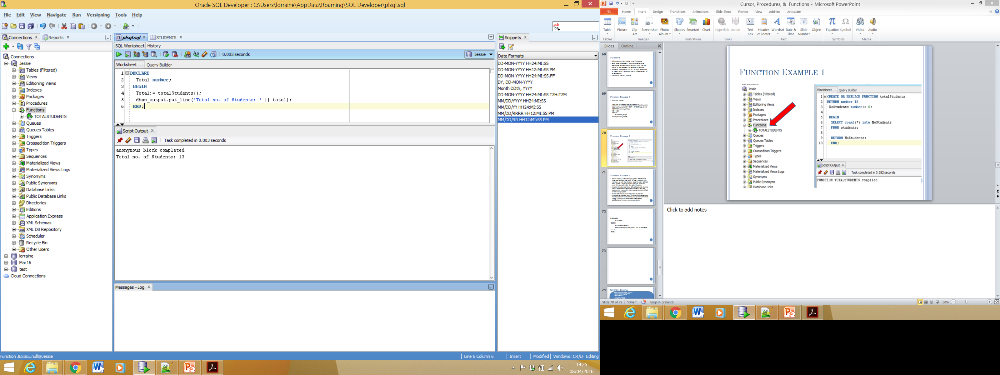 Oracle SQL Developer : C:\Users\lorraine\AppData\Roaming\SQL Developer\plsql.sql
File Edit View Navigate Run Versioning Tools Help
ask
Tom
Connections
Reports
Connections
Jessie
Tables (Filtered)
Views
Editioning Views
Indexes
Packages
Procedures
Functions
TOTALSTUDENTS
Queues
Queues Tables
Triggers
Crossedition Triggers
Types
Sequences
Materialized Views
Materialized Views Logs
Synonyms
Public Synonyms
Database Links
Public Database Links
Directories
Editions
Application Express
XML Schemas
XML DB Repository
Scheduler
Recycle Bin
Other Users
lorraine
Mar16
test
Cloud Connections
plsql.sql
STUDENTS
SQL Worksheet History
0.003 seconds
Jessie
Worksheet Query Builder
1 DECLARE
2 Total number;
3 BEGIN
4 Total:= totalStudents();
5 dbms_output.put_line('Total no. of Students: ' || total);
6 END;
Script Output
Task completed in 0.003 seconds
anonymous block completed
Total no. of Students: 13
Messages - Log
Snippets
Date Formats
DD-MON-YYYY HH24:MI:SS
DD-MON-YYYY HH12:MI:SS PM
DD-MON-YYYY HH24:MI:SS.FF
DY, DD-MON-YYYY
Month DDth, YYYY
DD-MON-YYYY HH24:MI:SS TZH:TZM
MM/DD/YYYY HH24:MI:SS
MM/DD/YY HH24:MI:SS
MM/DD/RRRR HH12:MI:SS PM
MM/DD/RR HH12:MI:SS PM
Function JESSIE.null@Jessie
Line 6 Column 6 Insert Modified Windows: CR/LF Editing
14:25
08/04/2016
Cursor, Procedures, & Functions - Microsoft PowerPoint
File Home Insert Design Transitions Animations Slide Show Review View Add-Ins Articulate
Table
Picture
Clip Art
Screenshot
Photo Album
Shapes
SmartArt
Chart
Hyperlink
Action
Text Box
Header & Footer
WordArt
Date & Time
Slide Number
Object
Equation
Symbol
Video
Audio
Tables Images Illustrations Links Text Symbols Media
Slides Outline
68
Functions
69
Function Example 1
70
Function Example 1
71
Function Example 1
72
DECLARE
73
74
Function Example
Function Example 1
Jessie
Tables (Filtered)
Views
Editioning Views
Indexes
Packages
Procedures
Functions
TOTALSTUDENTS
Queues
Queues Tables
Triggers
Crossedition Triggers
Types
Sequences
Materialized Views
Materialized Views Logs
Synonyms
Public Synonyms
Database Links
Worksheet Query Builder
1 CREATE OR REPLACE FUNCTION totalStudents
2 RETURN number IS
3 NoStudents number:= 0;
4
5 BEGIN
6 SELECT count(*) into NoStudents
7 FROM students;
8
9 RETURN NoStudents;
10 END;
Script Output
Task completed in 0.182 seconds
FUNCTION TOTALSTUDENTS compiled
Click to add notes
Slide 70 of 79 "Oriel" English (Ireland)
68%